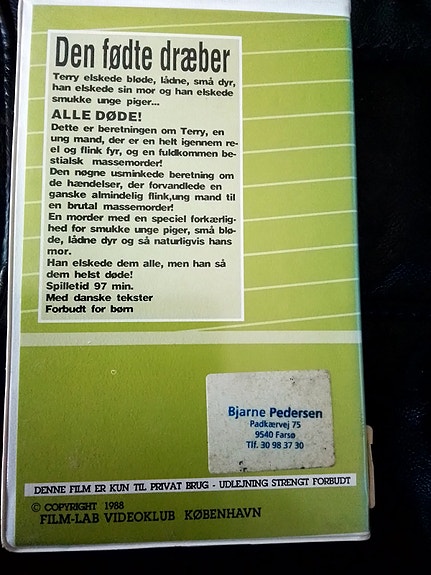 Den fødte dræber
Terry elskede bløde, lådne, små dyr,
han elskede sin mor og han elskede
smukke unge piger...
ALLE DØDE!
Dette er beretningen om Terry, en
ung mand, der er en helt igennem re-
el og flink fyr, og en fuldkommen be-
stialsk massemorder!
Den nøgne usminkede beretning om
de hændelser, der forvandlede en
ganske almindelig flink,ung mand til
en brutal massemorder!
En morder med en speciel forkærlig-
hed for smukke unge piger, små blø-
de, lådne dyr og så naturligvis hans
mor.
Han elskede dem alle, men han så
dem helst døde!
Spilletid 97 min.
Med danske tekster
Forbudt for børn
Bjarne Pedersen
Padkærvej 75
9540 Farsø
Tlf. 30 98 37 30
DENNE FILM ER KUN TIL PRIVAT BRUG - UDLEJNING STRENGT FORBUDT
© COPYRIGHT 1988
FILM-LAB VIDEOKLUB KØBENHAVN